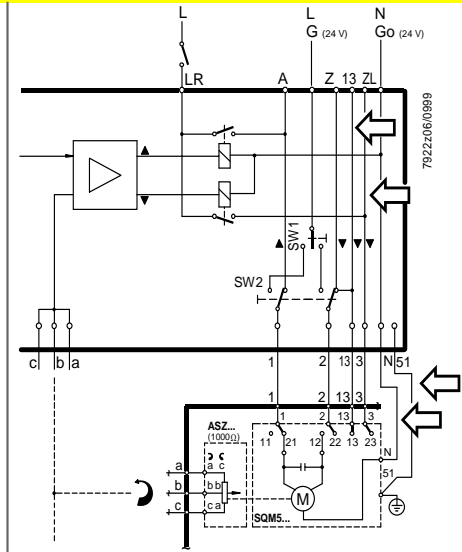 L L N
G (24 V) Go (24 V)
LR A Z 13 ZL
7922z06/0999
SW1
SW2
c b a
1 2 13 3 N 51
1 2 13 3
ASZ...
(1000Ω)
1 2 13 3
11 21 12 22 13 23
a a c
b b b
c c a
N
51
M
SQM5...